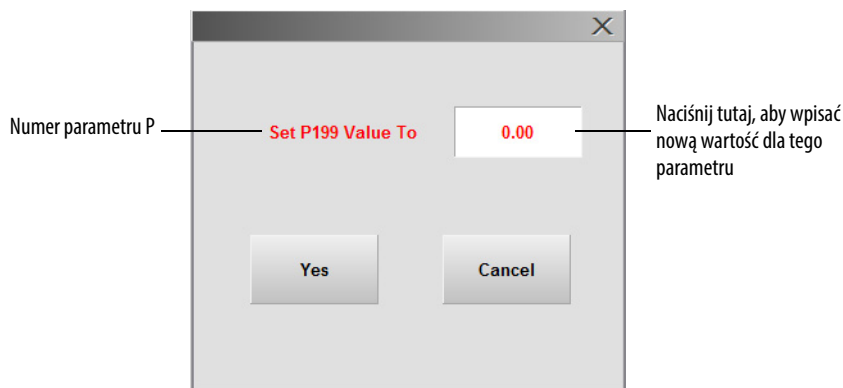 Numer parametru P
Set P199 Value To
0.00
Naciśnij tutaj, aby wpisać
nową wartość dla tego
parametru
Yes
Cancel